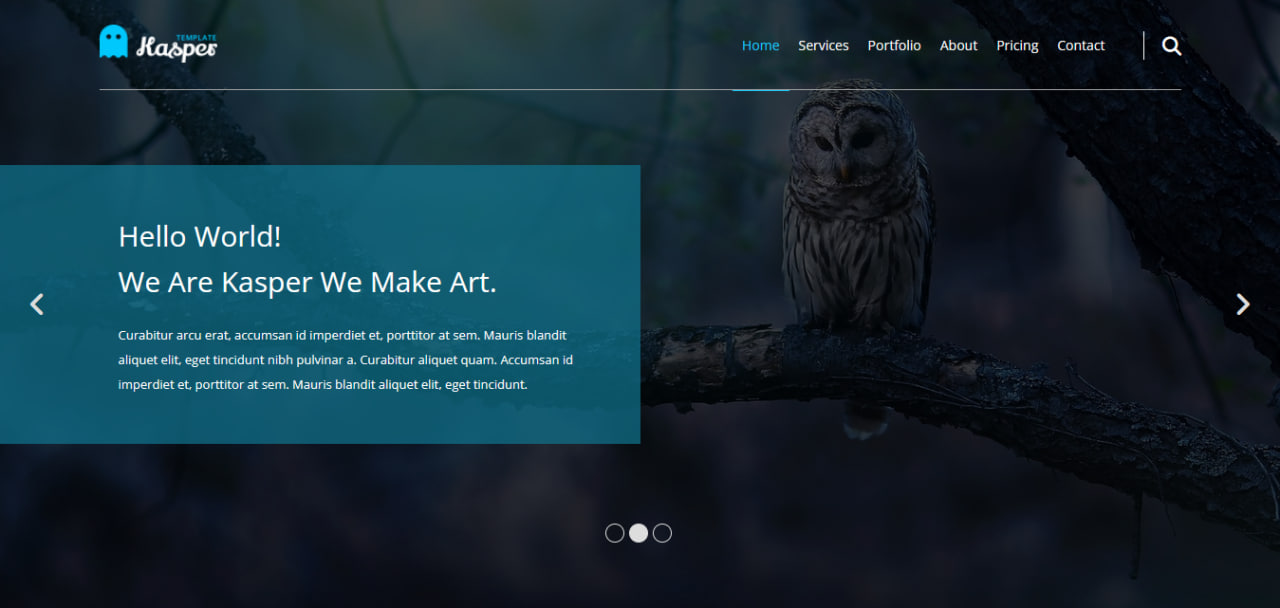 TEMPLATE
Kasper
Home Services Portfolio About Pricing Contact
Hello World!
We Are Kasper We Make Art.
Curabitur arcu erat, accumsan id imperdiet et, porttitor at sem. Mauris blandit
aliquet elit, eget tincidunt nibh pulvinar a. Curabitur aliquet quam. Accumsan id
imperdiet et, porttitor at sem. Mauris blandit aliquet elit, eget tincidunt.